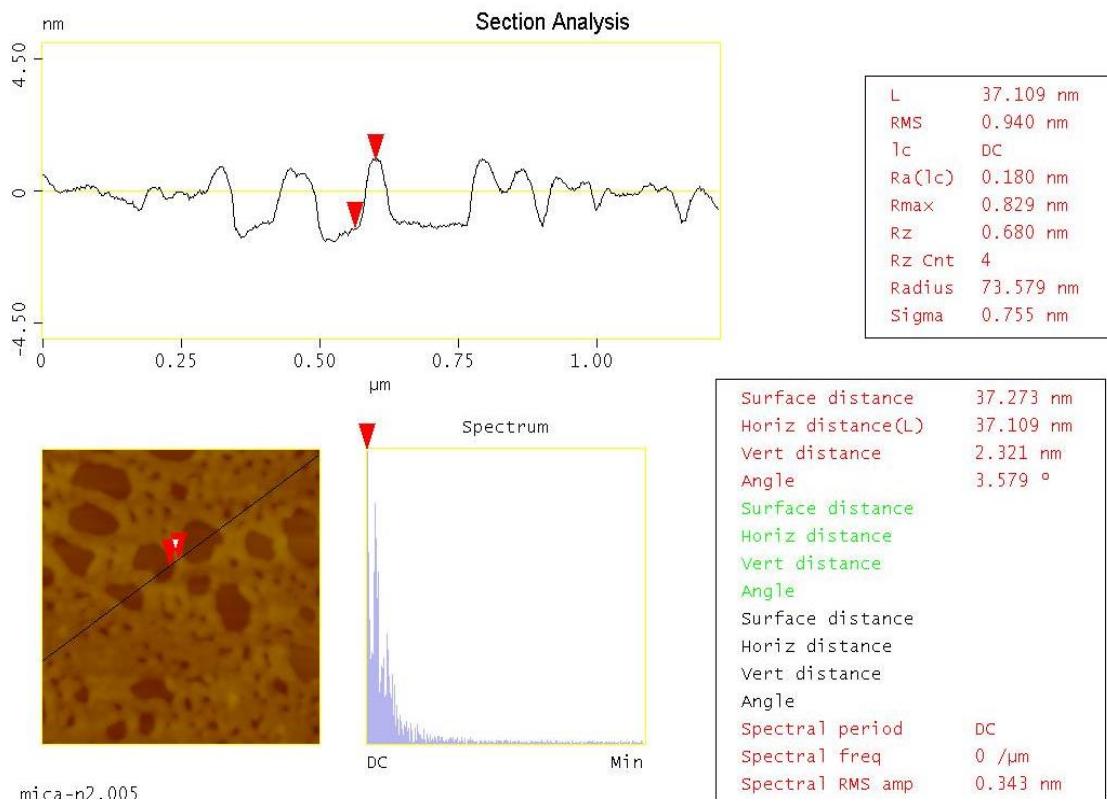 Section Analysis
nm
4.50
0
-4.50
0 0.25 0.50 0.75 1.00
µm
L 37.109 nm
RMS 0.940 nm
lc DC
Ra(lc) 0.180 nm
Rmax 0.829 nm
Rz 0.680 nm
Rz Cnt 4
Radius 73.579 nm
Sigma 0.755 nm
Surface distance 37.273 nm
Horiz distance(L) 37.109 nm
Vert distance 2.321 nm
Angle 3.579 °
Surface distance
Horiz distance
Vert distance
Angle
Surface distance
Horiz distance
Vert distance
Angle
Spectral period DC
Spectral freq 0 /µm
Spectral RMS amp 0.343 nm
Spectrum
DC Min
mica-n2.005